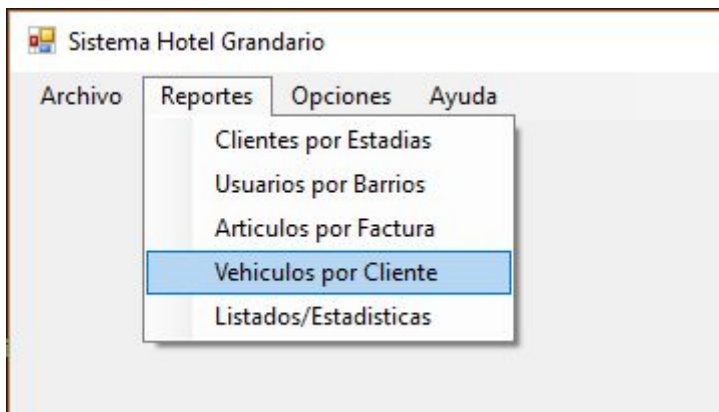 Sistema Hotel Grandario
Archivo Reportes Opciones Ayuda
Clientes por Estadias
Usuarios por Barrios
Articulos por Factura
Vehiculos por Cliente
Listados/Estadisticas